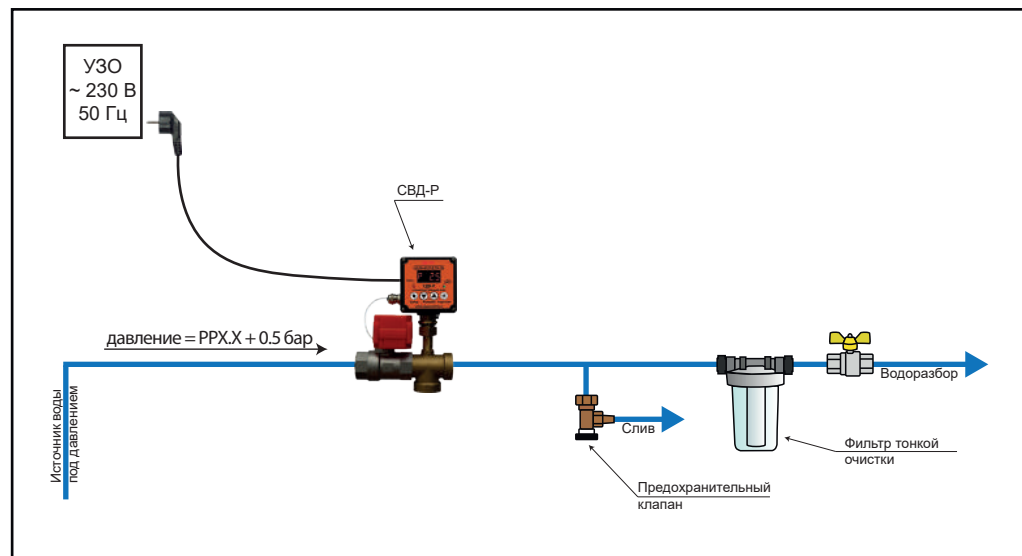 УЗО
~ 230 В
50 Гц
СВД-Р
давление = РРХ.Х + 0.5 бар
Источник воды
под давлением
Водоразбор
Слив
Фильтр тонкой
очистки
Предохранительный
клапан